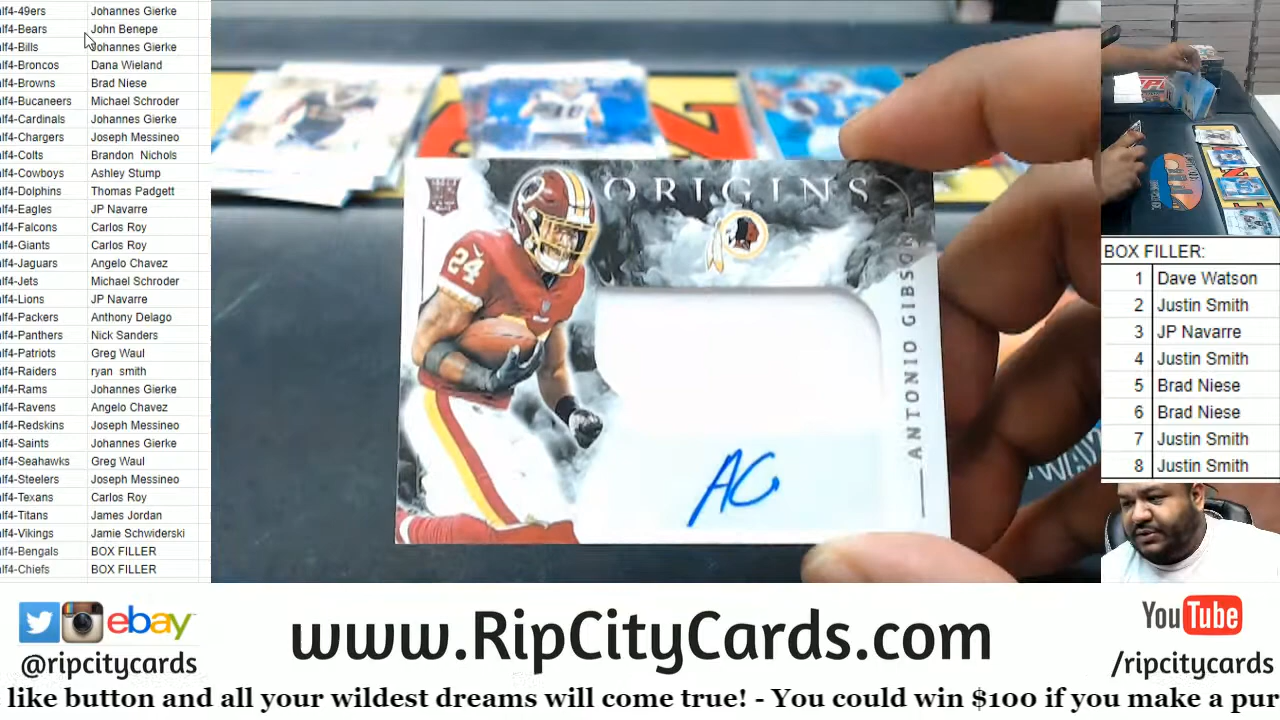 lf4-49ers Johannes Gierke
lf4-Bears John Benepe
lf4-Bills Johannes Gierke
lf4-Broncos Dana Wieland
lf4-Browns Brad Niese
lf4-Bucaneers Michael Schroder
lf4-Cardinals Johannes Gierke
lf4-Chargers Joseph Messineo
lf4-Colts Brandon Nichols
lf4-Cowboys Ashley Stump
lf4-Dolphins Thomas Padgett
lf4-Eagles JP Navarre
lf4-Falcons Carlos Roy
lf4-Giants Carlos Roy
lf4-Jaguars Angelo Chavez
lf4-Jets Michael Schroder
lf4-Lions JP Navarre
lf4-Packers Anthony Delago
lf4-Panthers Nick Sanders
lf4-Patriots Greg Waul
lf4-Raiders ryan smith
lf4-Rams Johannes Gierke
lf4-Ravens Angelo Chavez
lf4-Redskins Joseph Messineo
lf4-Saints Johannes Gierke
lf4-Seahawks Greg Waul
lf4-Steelers Joseph Messineo
lf4-Texans Carlos Roy
lf4-Titans James Jordan
lf4-Vikings Jamie Schwiderski
lf4-Bengals BOX FILLER
lf4-Chiefs BOX FILLER
ORIGINS
24
ANTONIO GIBSON
AG
BOX FILLER:
1 Dave Watson
2 Justin Smith
3 JP Navarre
4 Justin Smith
5 Brad Niese
6 Brad Niese
7 Justin Smith
8 Justin Smith
ebay
@ripcitycards
www.RipCityCards.com
YouTube
/ripcitycards
like button and all your wildest dreams will come true! - You could win $100 if you make a pur